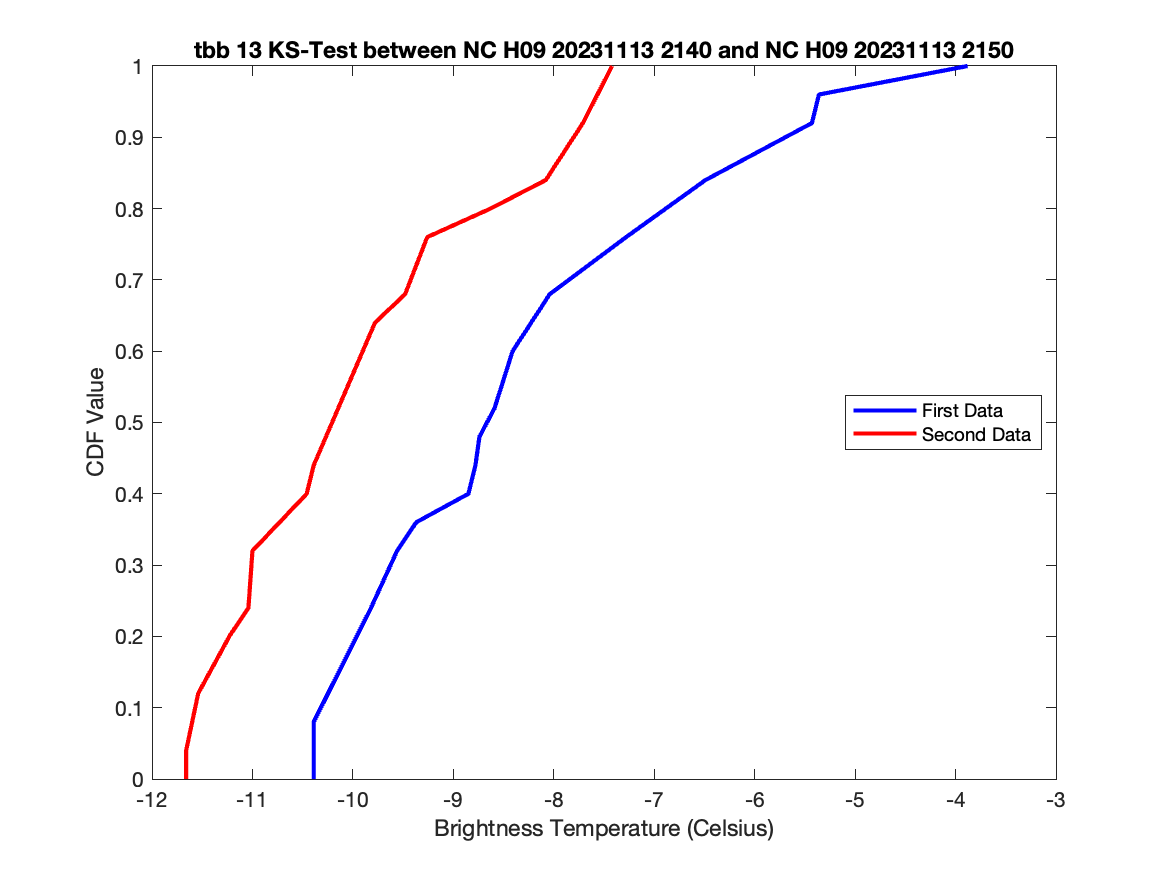 tbb 13 KS-Test between NC H09 20231113 2140 and NC H09 20231113 2150
1
0.9
0.8
0.7
0.6
0.5
0.4
0.3
0.2
0.1
0
CDF Value
First Data
Second Data
-12 -11 -10 -9 -8 -7 -6 -5 -4 -3
Brightness Temperature (Celsius)